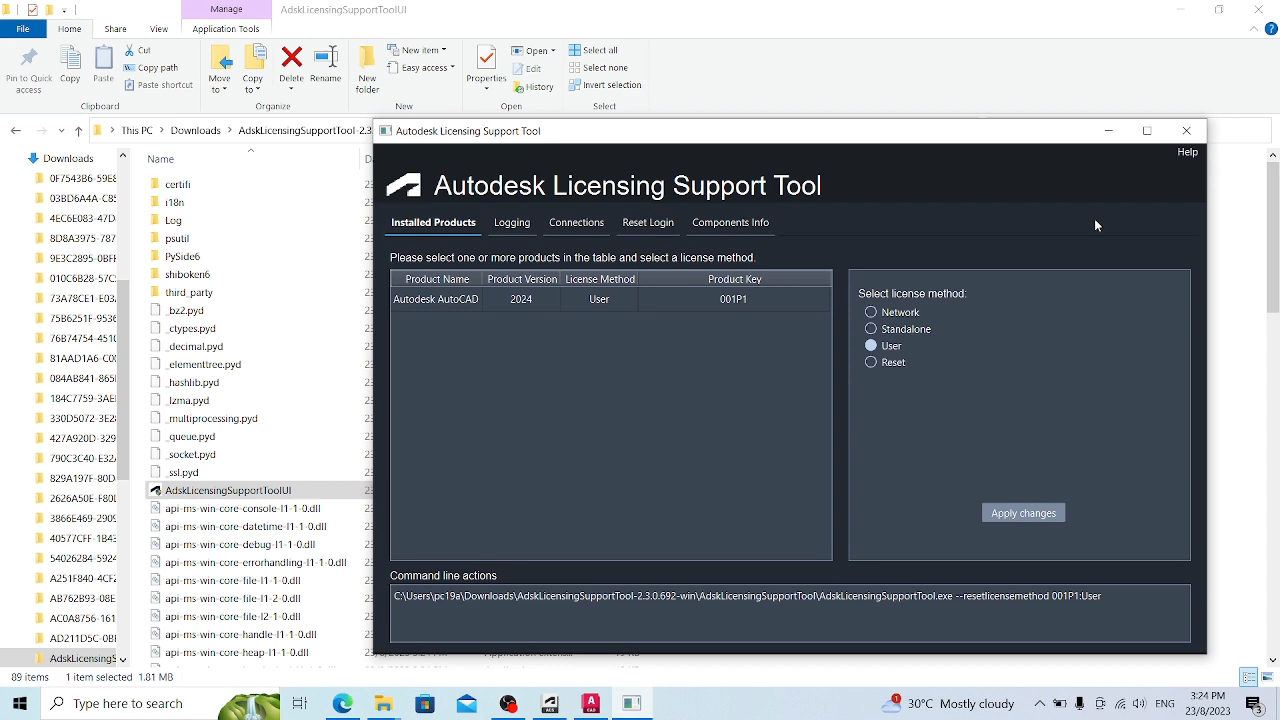 Manage
AdskLicensingSupportToolUI
File
Home
Share
View
Application Tools
Pin to Quick access
Copy
Paste
Cut
Copy path
Paste shortcut
Clipboard
Move to
Copy to
Delete
Rename
Organize
New folder
New item
Easy access
New
Properties
Open
Edit
History
Open
Select all
Select none
Invert selection
Select
This PC
Downloads
AdskLicensingSupportTool-2.3
Autodesk Licensing Support Tool
Help
Autodesk Licensing Support Tool
Installed Products
Logging
Connections
Reset Login
Components Info
Please select one or more products in the table and select a license method.
Product Name
Product Version
License Method
Product Key
Autodesk AutoCAD
2024
User
001P1
Select license method:
Network
Standalone
User
Reset
Apply changes
Command line actions
C:\Users\pc19a\Downloads\AdskLicensingSupportTool-2.3.0.692-win\AdskLicensingSupportTool\AdskLicensingSupportTool.exe --resetlicensemethod 001P1:User
Downloads
Name
certifi
i18n
Log
psutil
PySide6
shiboken6
third_party
_bz2.pyd
_ctypes.pyd
_decimal.pyd
_elementtree.pyd
_hashlib.pyd
_lzma.pyd
_multiprocessing.pyd
_queue.pyd
_socket.pyd
_ssl.pyd
AdskLicensingSupportToolUI
api-ms-win-core-console-l1-1-0.dll
api-ms-win-core-datetime-l1-1-0.dll
api-ms-win-core-debug-l1-1-0.dll
api-ms-win-core-errorhandling-l1-1-0.dll
api-ms-win-core-file-l1-1-0.dll
api-ms-win-core-file-l1-2-0.dll
api-ms-win-core-file-l2-1-0.dll
api-ms-win-core-handle-l1-1-0.dll
api-ms-win-core-heap-l1-1-0.dll
89 items
1 item selected 1.81 MB
Type here to search
30°C Mostly cloudy
ENG
3:24 PM
23/8/2023
3